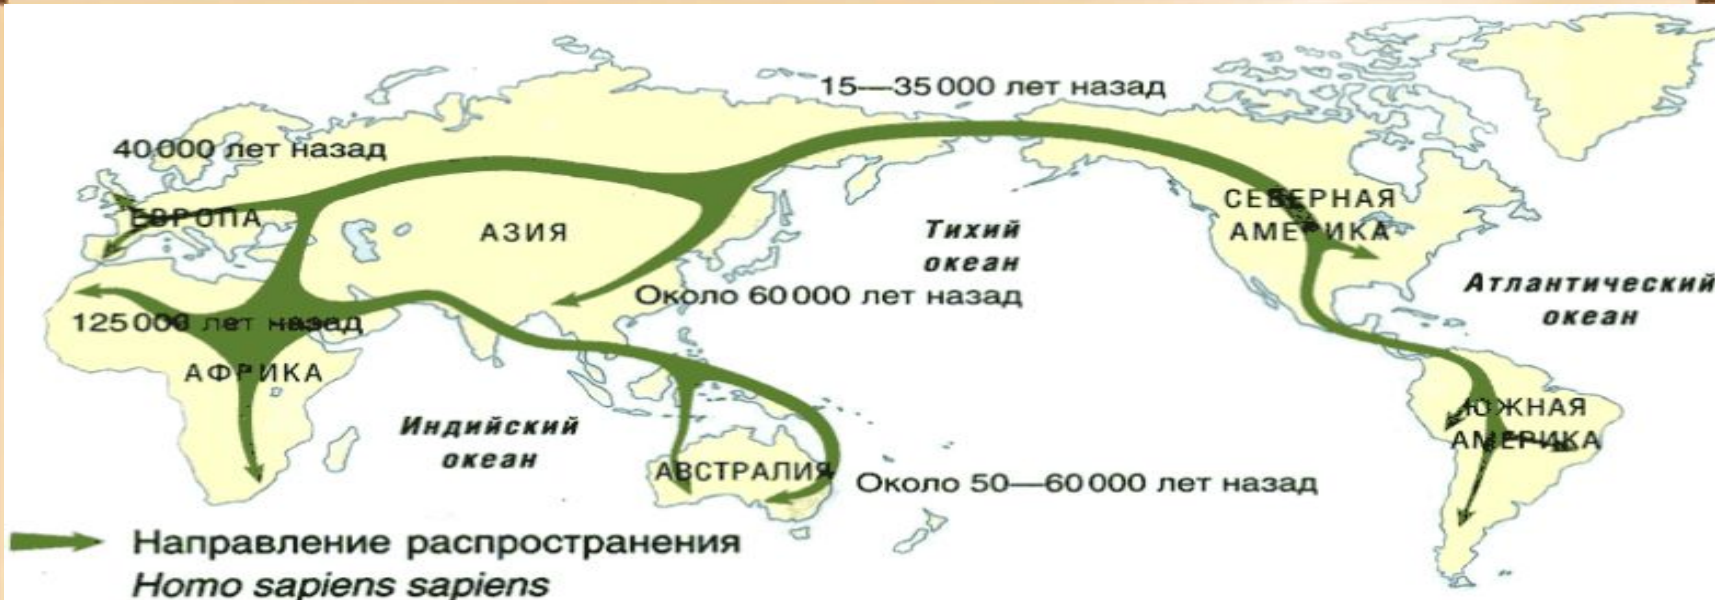 15—35 000 лет назад
40 000 лет назад
ЕВРОПА
АЗИЯ
СЕВЕРНАЯ
АМЕРИКА
Тихий
океан
Атлантический
океан
Около 60 000 лет назад
125 000 лет назад
АФРИКА
Индийский
океан
ЮЖНАЯ
АМЕРИКА
АВСТРАЛИЯ
Около 50—60 000 лет назад
Направление распространения
Homo sapiens sapiens